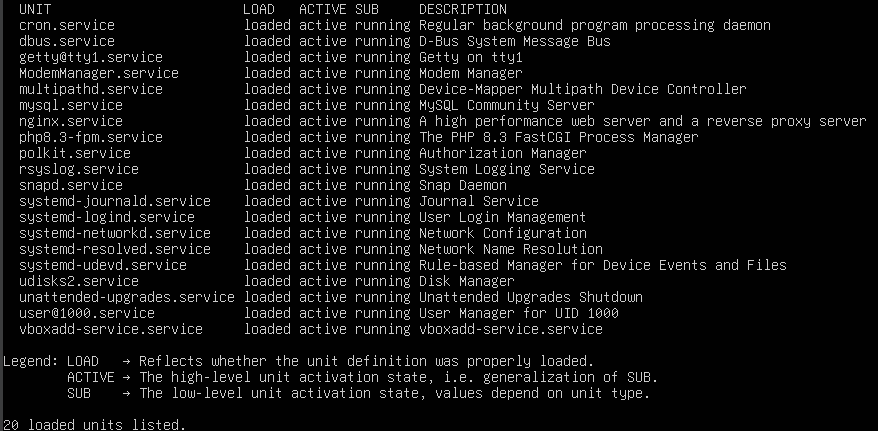 UNIT LOAD ACTIVE SUB DESCRIPTION
cron.service loaded active running Regular background program processing daemon
dbus.service loaded active running D-Bus System Message Bus
getty@tty1.service loaded active running Getty on tty1
ModemManager.service loaded active running Modem Manager
multipathd.service loaded active running Device-Mapper Multipath Device Controller
mysql.service loaded active running MySQL Community Server
nginx.service loaded active running A high performance web server and a reverse proxy server
php8.3-fpm.service loaded active running The PHP 8.3 FastCGI Process Manager
polkit.service loaded active running Authorization Manager
rsyslog.service loaded active running System Logging Service
snapd.service loaded active running Snap Daemon
systemd-journald.service loaded active running Journal Service
systemd-logind.service loaded active running User Login Management
systemd-networkd.service loaded active running Network Configuration
systemd-resolved.service loaded active running Network Name Resolution
systemd-udevd.service loaded active running Rule-based Manager for Device Events and Files
udisks2.service loaded active running Disk Manager
unattended-upgrades.service loaded active running Unattended Upgrades Shutdown
user@1000.service loaded active running User Manager for UID 1000
vboxadd-service.service loaded active running vboxadd-service.service
Legend: LOAD → Reflects whether the unit definition was properly loaded.
ACTIVE → The high-level unit activation state, i.e. generalization of SUB.
SUB → The low-level unit activation state, values depend on unit type.
20 loaded units listed.